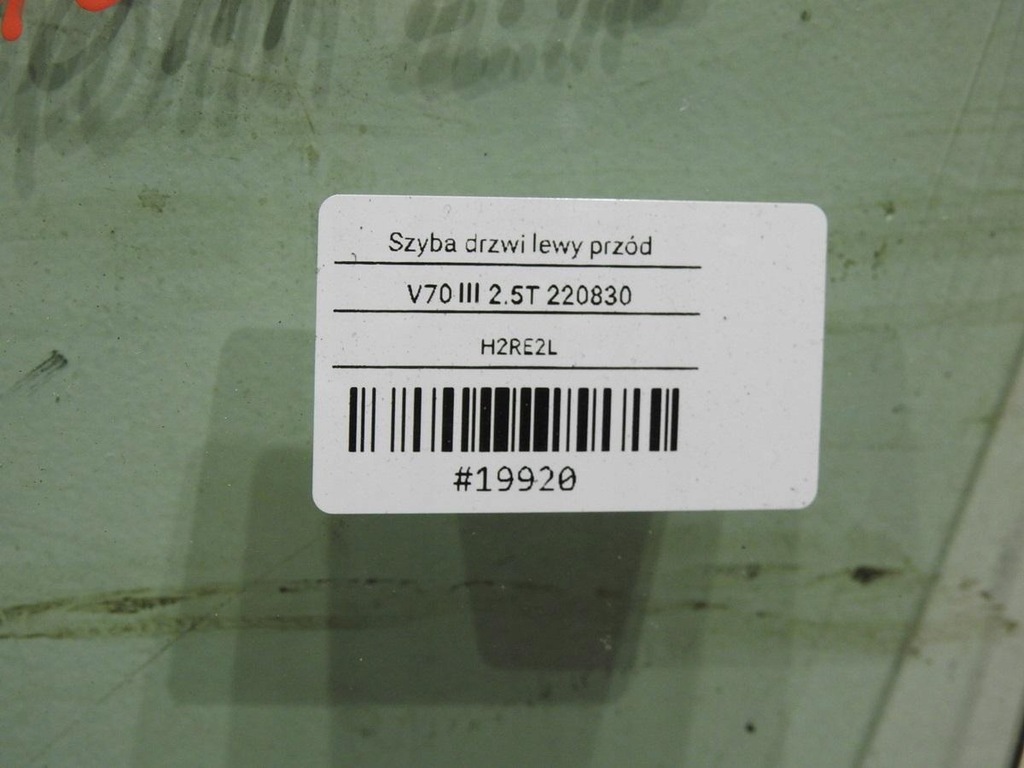 Szyba drzwi lewy przód
V70 III 2.5T 220830
H2RE2L
#19920